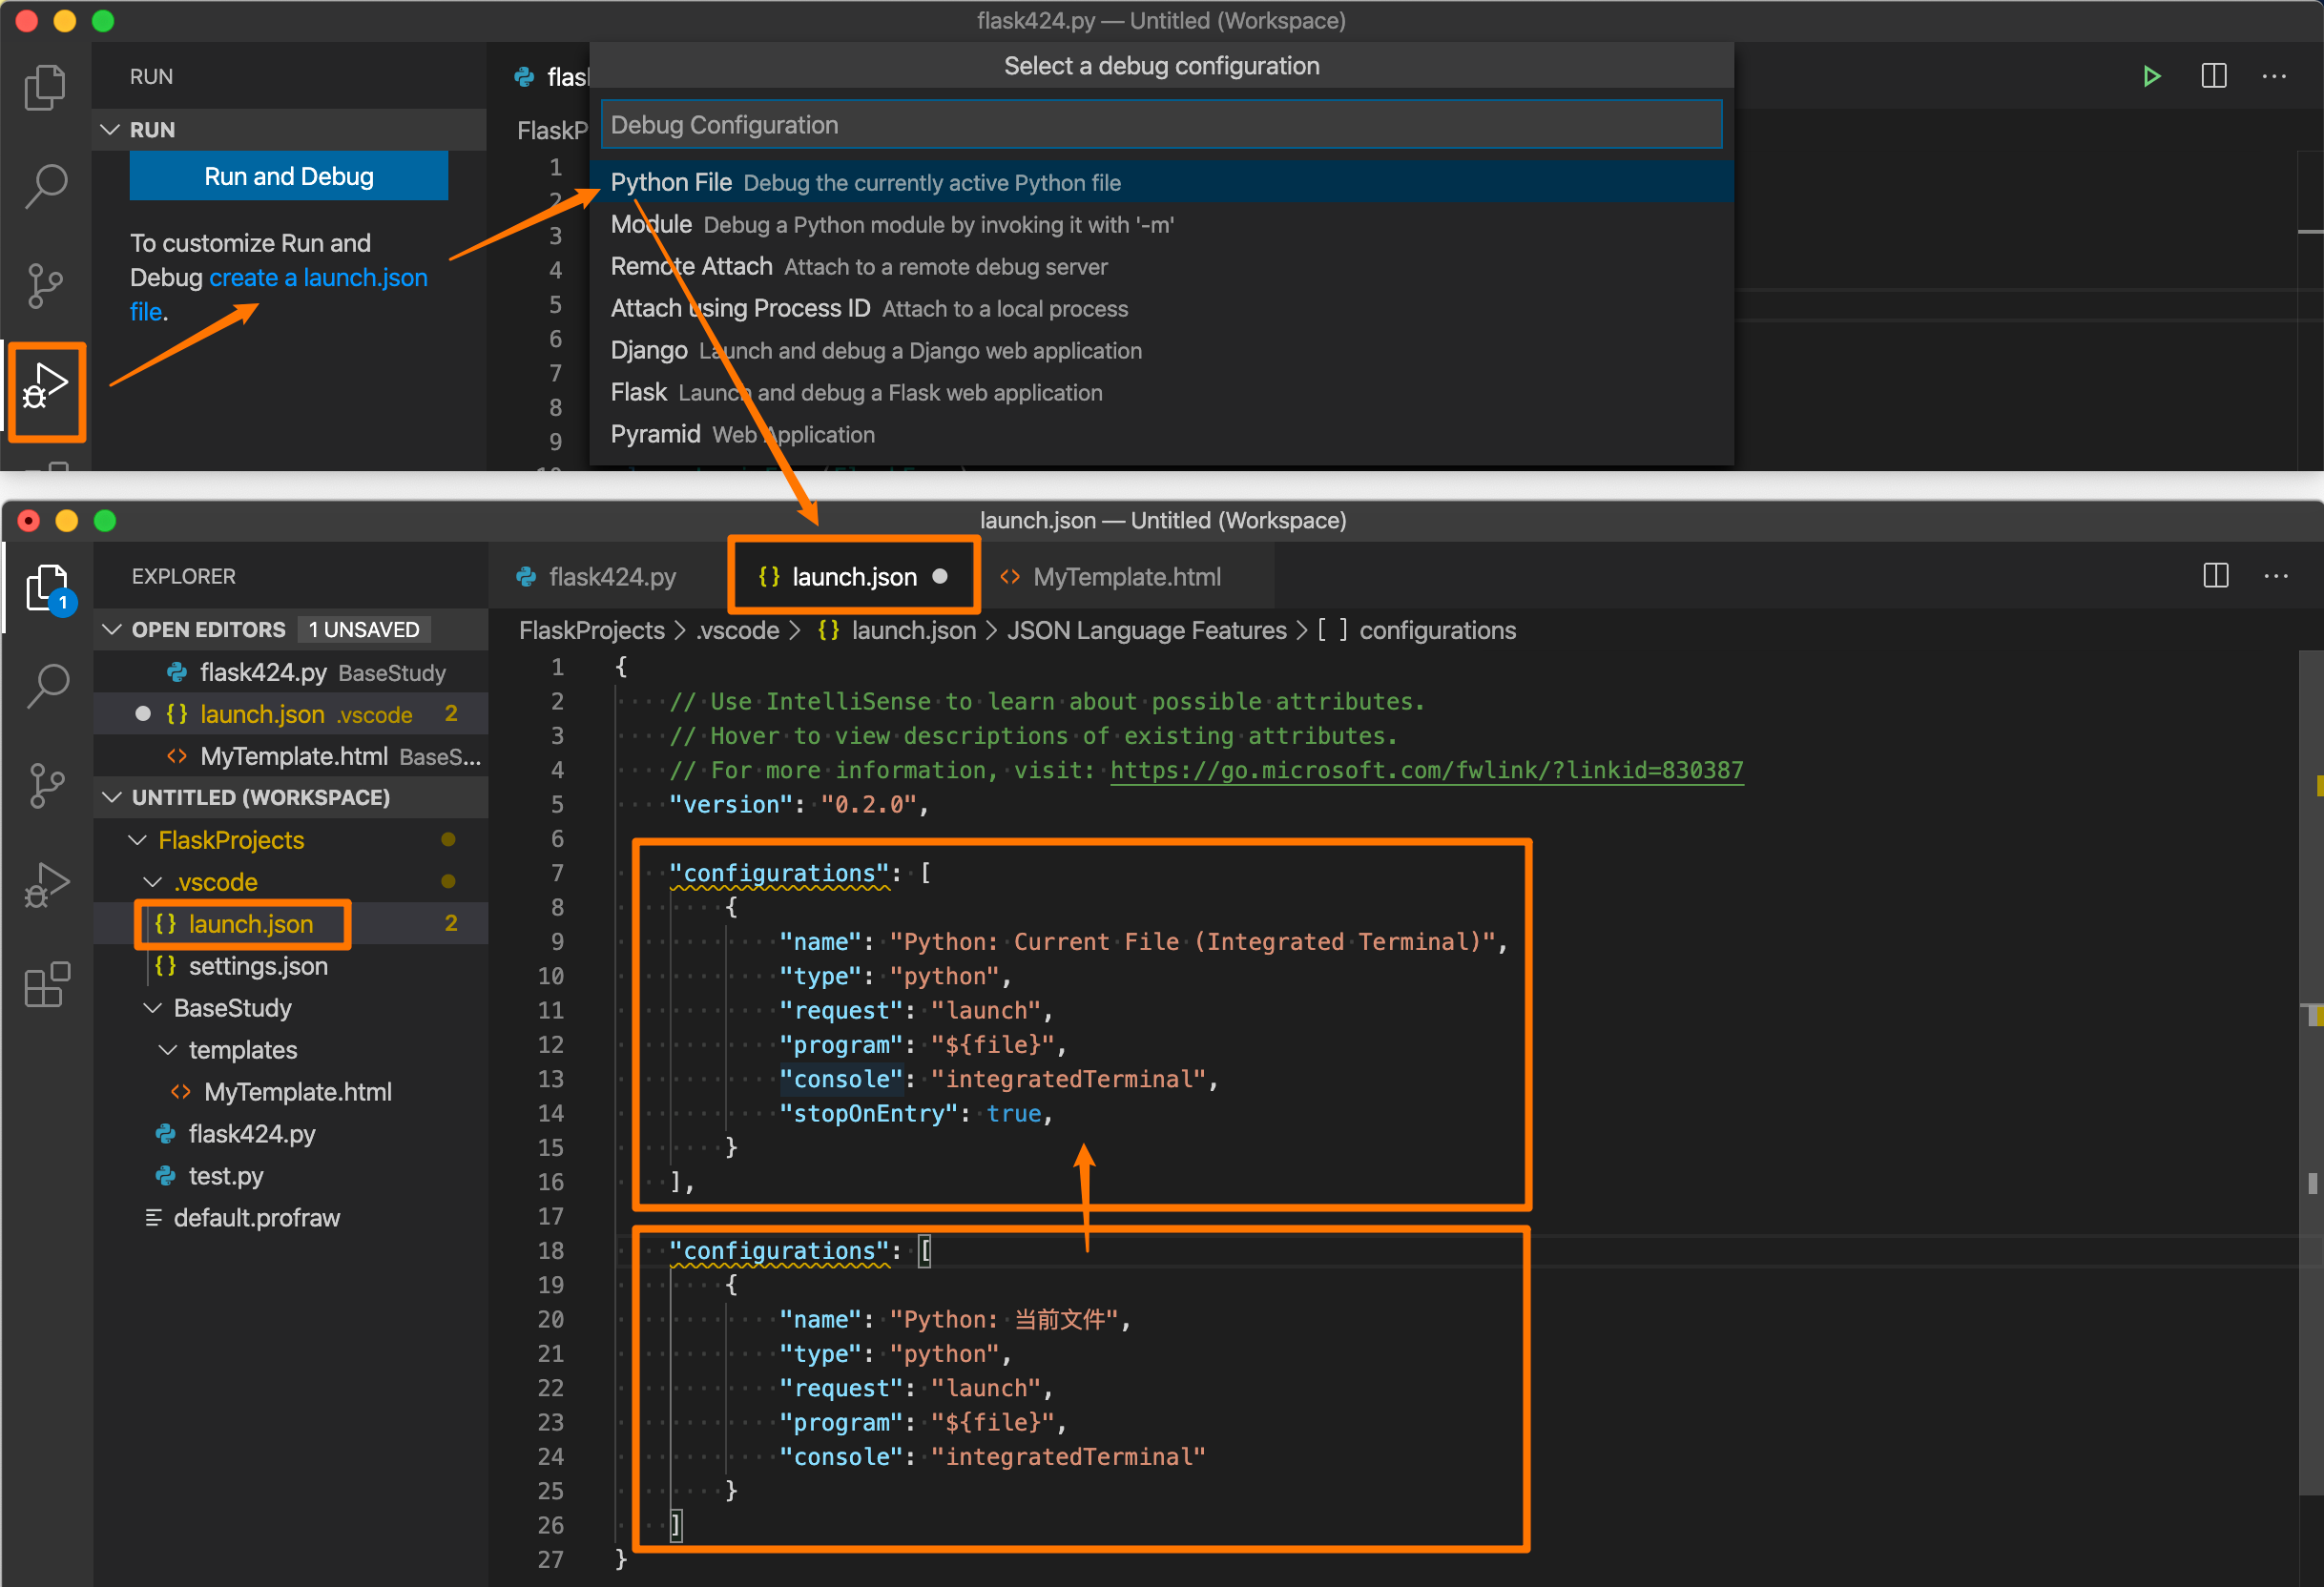 flask424.py — Untitled (Workspace)
RUN
RUN
Run and Debug
To customize Run and
Debug create a launch.json
file.
flas
FlaskP
Select a debug configuration
Debug Configuration
Python File Debug the currently active Python file
Module Debug a Python module by invoking it with '-m'
Remote Attach Attach to a remote debug server
Attach using Process ID Attach to a local process
Django Launch and debug a Django web application
Flask Launch and debug a Flask web application
Pyramid Web Application
1
2
3
4
5
6
7
8
9
launch.json — Untitled (Workspace)
1
EXPLORER
OPEN EDITORS 1 UNSAVED
flask424.py BaseStudy
{} launch.json .vscode 2
<> MyTemplate.html BaseS...
UNTITLED (WORKSPACE)
FlaskProjects
.vscode
{} launch.json 2
{} settings.json
BaseStudy
templates
<> MyTemplate.html
flask424.py
test.py
default.profraw
flask424.py {} launch.json <> MyTemplate.html
FlaskProjects > .vscode > {} launch.json > JSON Language Features > [ ] configurations
1 {
2 // Use IntelliSense to learn about possible attributes.
3 // Hover to view descriptions of existing attributes.
4 // For more information, visit: https://go.microsoft.com/fwlink/?linkid=830387
5 "version": "0.2.0",
6
7 "configurations": [
8 {
9 "name": "Python: Current File (Integrated Terminal)",
10 "type": "python",
11 "request": "launch",
12 "program": "${file}",
13 "console": "integratedTerminal",
14 "stopOnEntry": true,
15 }
16 ],
17
18 "configurations": [
19 {
20 "name": "Python: 当前文件",
21 "type": "python",
22 "request": "launch",
23 "program": "${file}",
24 "console": "integratedTerminal"
25 }
26 ]
27 }